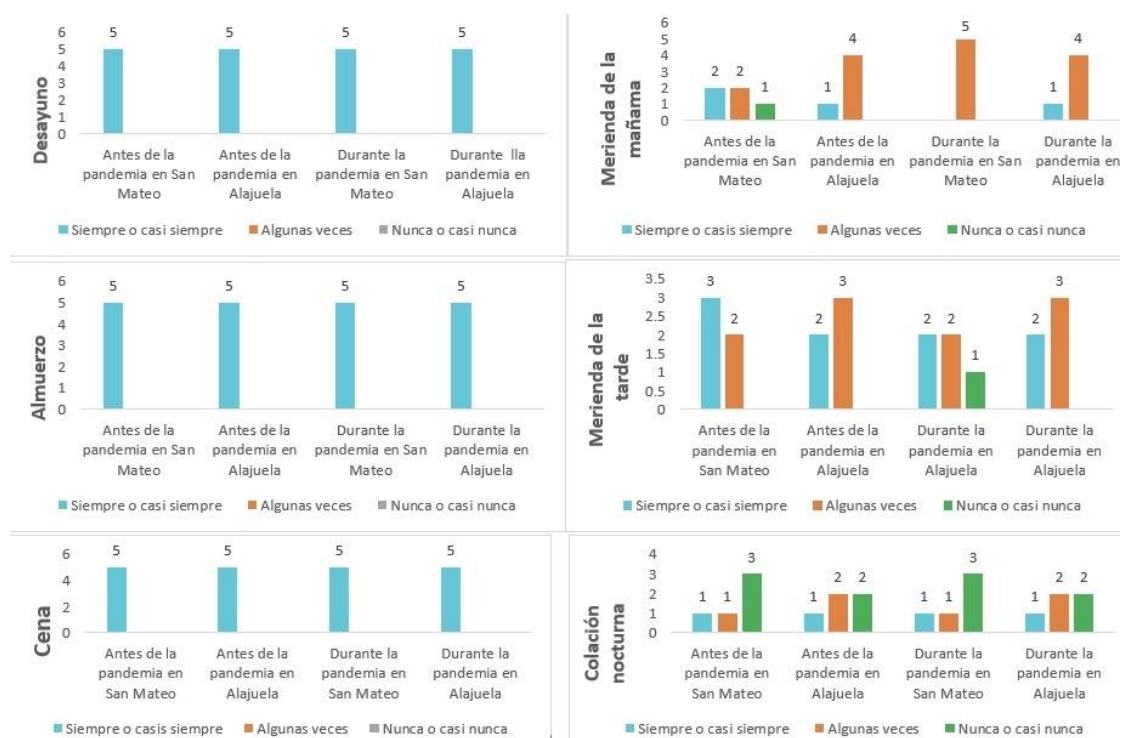 Desayuno
6
5
4
3
2
1
0
5
5
5
5
Antes de la
pandemia en San
Mateo
Antes de la
pandemia en
Alajuela
Durante la
pandemia en San
Mateo
Durante lla
pandemia en
Alajuela
Siempre o casi siempre
Algunas veces
Nunca o casi nunca
Merienda de la
mañama
6
5
4
3
2
1
0
2
2
1
1
4
5
1
4
Antes de la
pandemia en San
Mateo
Antes de la
pandemia en
Alajuela
Durante la
pandemia en San
Mateo
Durante la
pandemia en
Alajuela
Siempre o casis siempre
Algunas veces
Nunca o casi nunca
Almuerzo
6
5
4
3
2
1
0
5
5
5
5
Antes de la
pandemia en San
Mateo
Antes de la
pandemia en
Alajuela
Durante la
pandemia en San
Mateo
Durante la
pandemia en
Alajuela
Siempre o casi siempre
Algunas veces
Nunca o casi nunca
Merienda de la
tarde
3.5
3
2.5
2
1.5
1
0.5
0
3
2
2
3
2
2
1
2
3
Antes de la
pandemia en
San Mateo
Antes de la
pandemia en
Alajuela
Durante la
pandemia en
Alajuela
Durante la
pandemia en
Alajuela
Siempre o casi siempre
Algunas veces
Nunca o casi nunca
Cena
6
4
2
0
5
5
5
5
Antes de la
pandemia en
San Mateo
Antes de la
pandemia en
Alajuela
Durante la
pandemia en
San Mateo
Durante la
pandemia en
Alajuela
Siempre o casis siempre
Algunas veces
Nunca o casi nunca
Colación
nocturna
4
3
2
1
0
1
1
3
1
2
2
1
1
3
1
2
2
Antes de la
pandemia en
San Mateo
Antes de la
pandemia en
Alajuela
Durante la
pandemia en
San Mateo
Durante la
pandemia en
Alajuela
Siempre o casi siempre
Algunas veces
Nunca o casi nunca